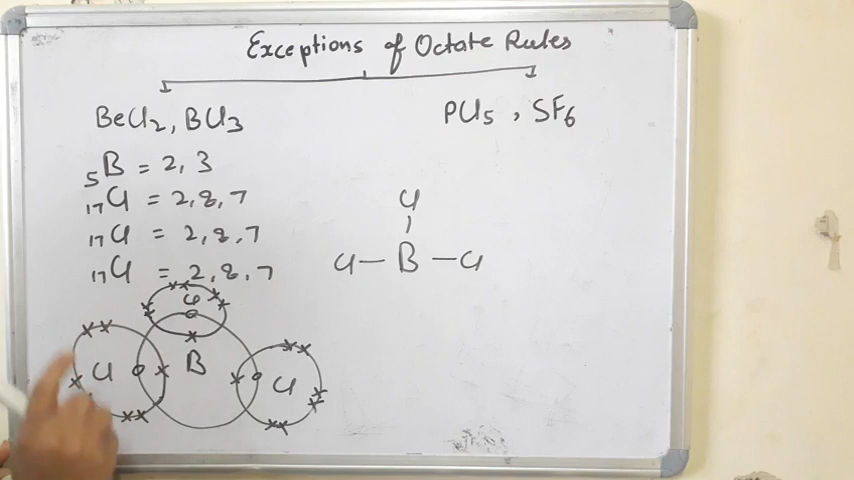 Exceptions of Octate Rules
BeCl2, BCl3
PCl5, SF6
5B = 2, 3
17Cl = 2,8,7
17Cl = 2,8,7
17Cl = 2,8,7
Cl
Cl — B — Cl
Cl
Cl B Cl